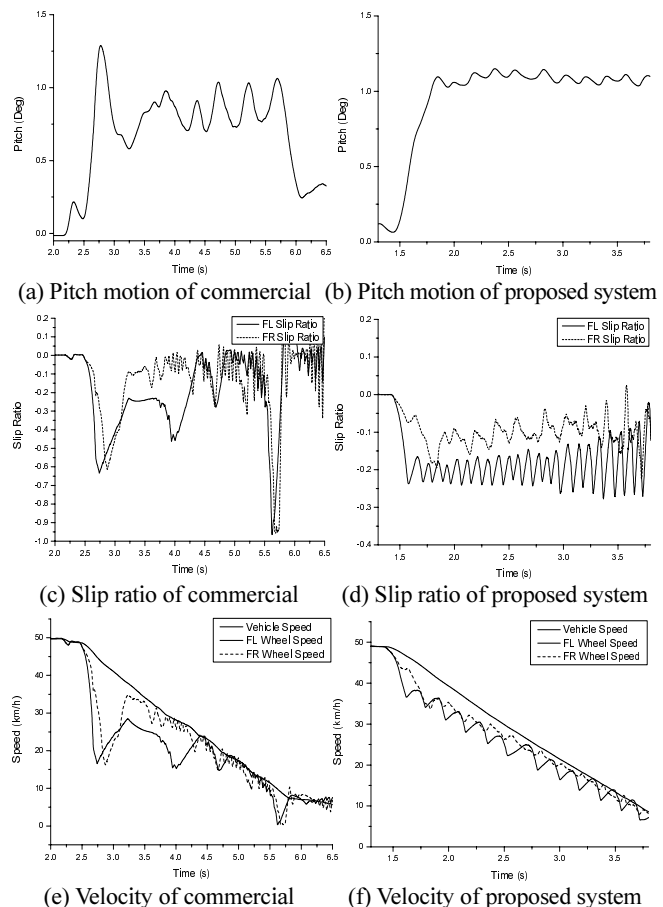 1.5
1.0
0.5
0.0
Pitch (Deg)
2.0 2.5 3.0 3.5 4.0 4.5 5.0 5.5 6.0 6.5
Time (s)
1.5
1.0
0.5
0.0
Pitch (Deg)
1.5 2.0 2.5 3.0 3.5
Time (s)
(a) Pitch motion of commercial
(b) Pitch motion of proposed system
FL Slip Ratio
FR Slip Ratio
0.2
0.1
0.0
-0.1
-0.2
-0.3
-0.4
-0.5
-0.6
-0.7
-0.8
-0.9
-1.0
Slip Ratio
2.0 2.5 3.0 3.5 4.0 4.5 5.0 5.5 6.0 6.5
Time (s)
FL Slip Ratio
FR Slip Ratio
0.2
0.1
0.0
-0.1
-0.2
-0.3
-0.4
Slip Ratio
1.5 2.0 2.5 3.0 3.5
Time (s)
(c) Slip ratio of commercial
(d) Slip ratio of proposed system
Vehicle Speed
FL Wheel Speed
FR Wheel Speed
50
40
30
20
10
0
Speed (km/h)
2.0 2.5 3.0 3.5 4.0 4.5 5.0 5.5 6.0 6.5
Time (s)
Vehicle Speed
FL Wheel Speed
FR Wheel Speed
50
40
30
20
10
0
Speed (km/h)
1.5 2.0 2.5 3.0 3.5
Time (s)
(e) Velocity of commercial
(f) Velocity of proposed system